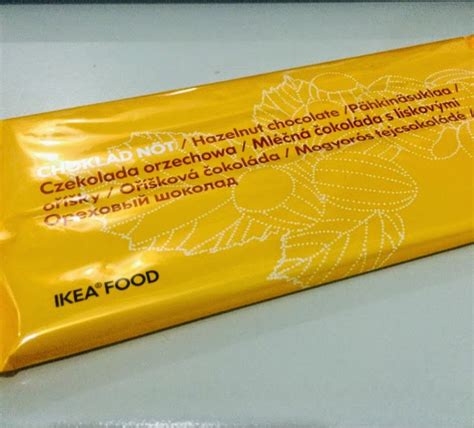 CHOKLAD NÖT / Hazelnut chocolate /Pähkinäsuklaa /
Czekolada orzechowa / Mléčná čokoláda s lískovými
oříšky / Oříšková čokoláda / Mogyorós tejcsokoládé /
Ореховый шоколад
IKEA® FOOD